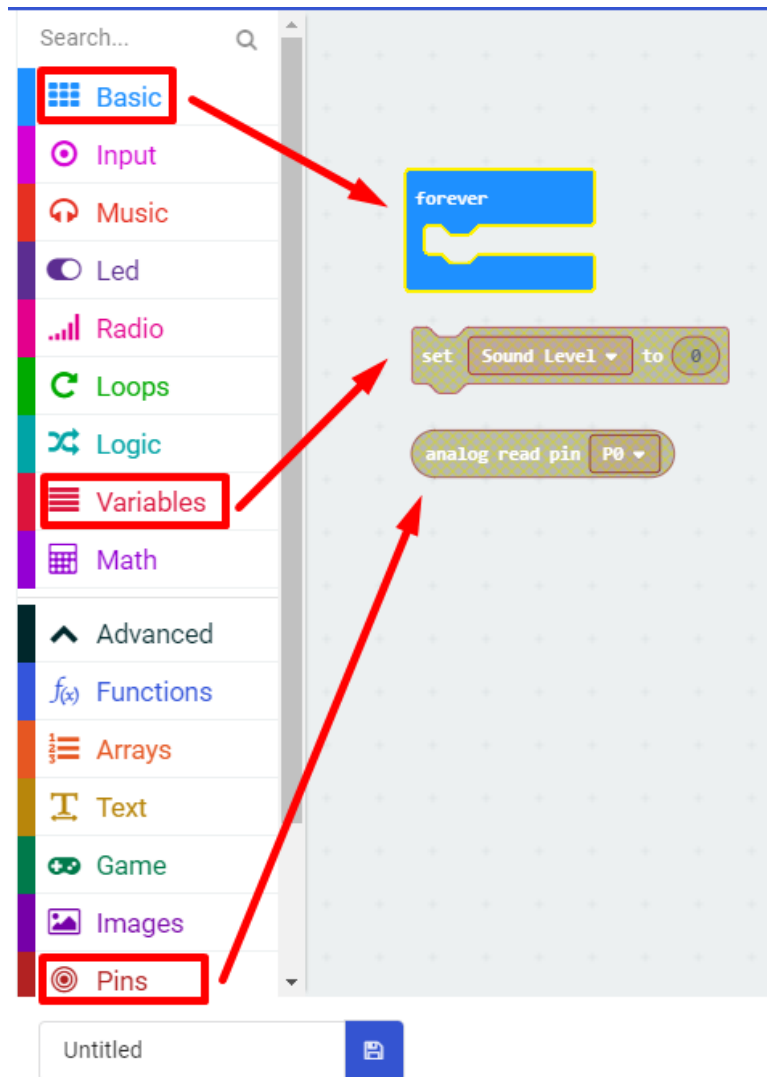 Search...
Basic
Input
Music
Led
Radio
Loops
Logic
Variables
Math
Advanced
f(x) Functions
Arrays
Text
Game
Images
Pins
Untitled
forever
set Sound Level to 0
analog read pin P0